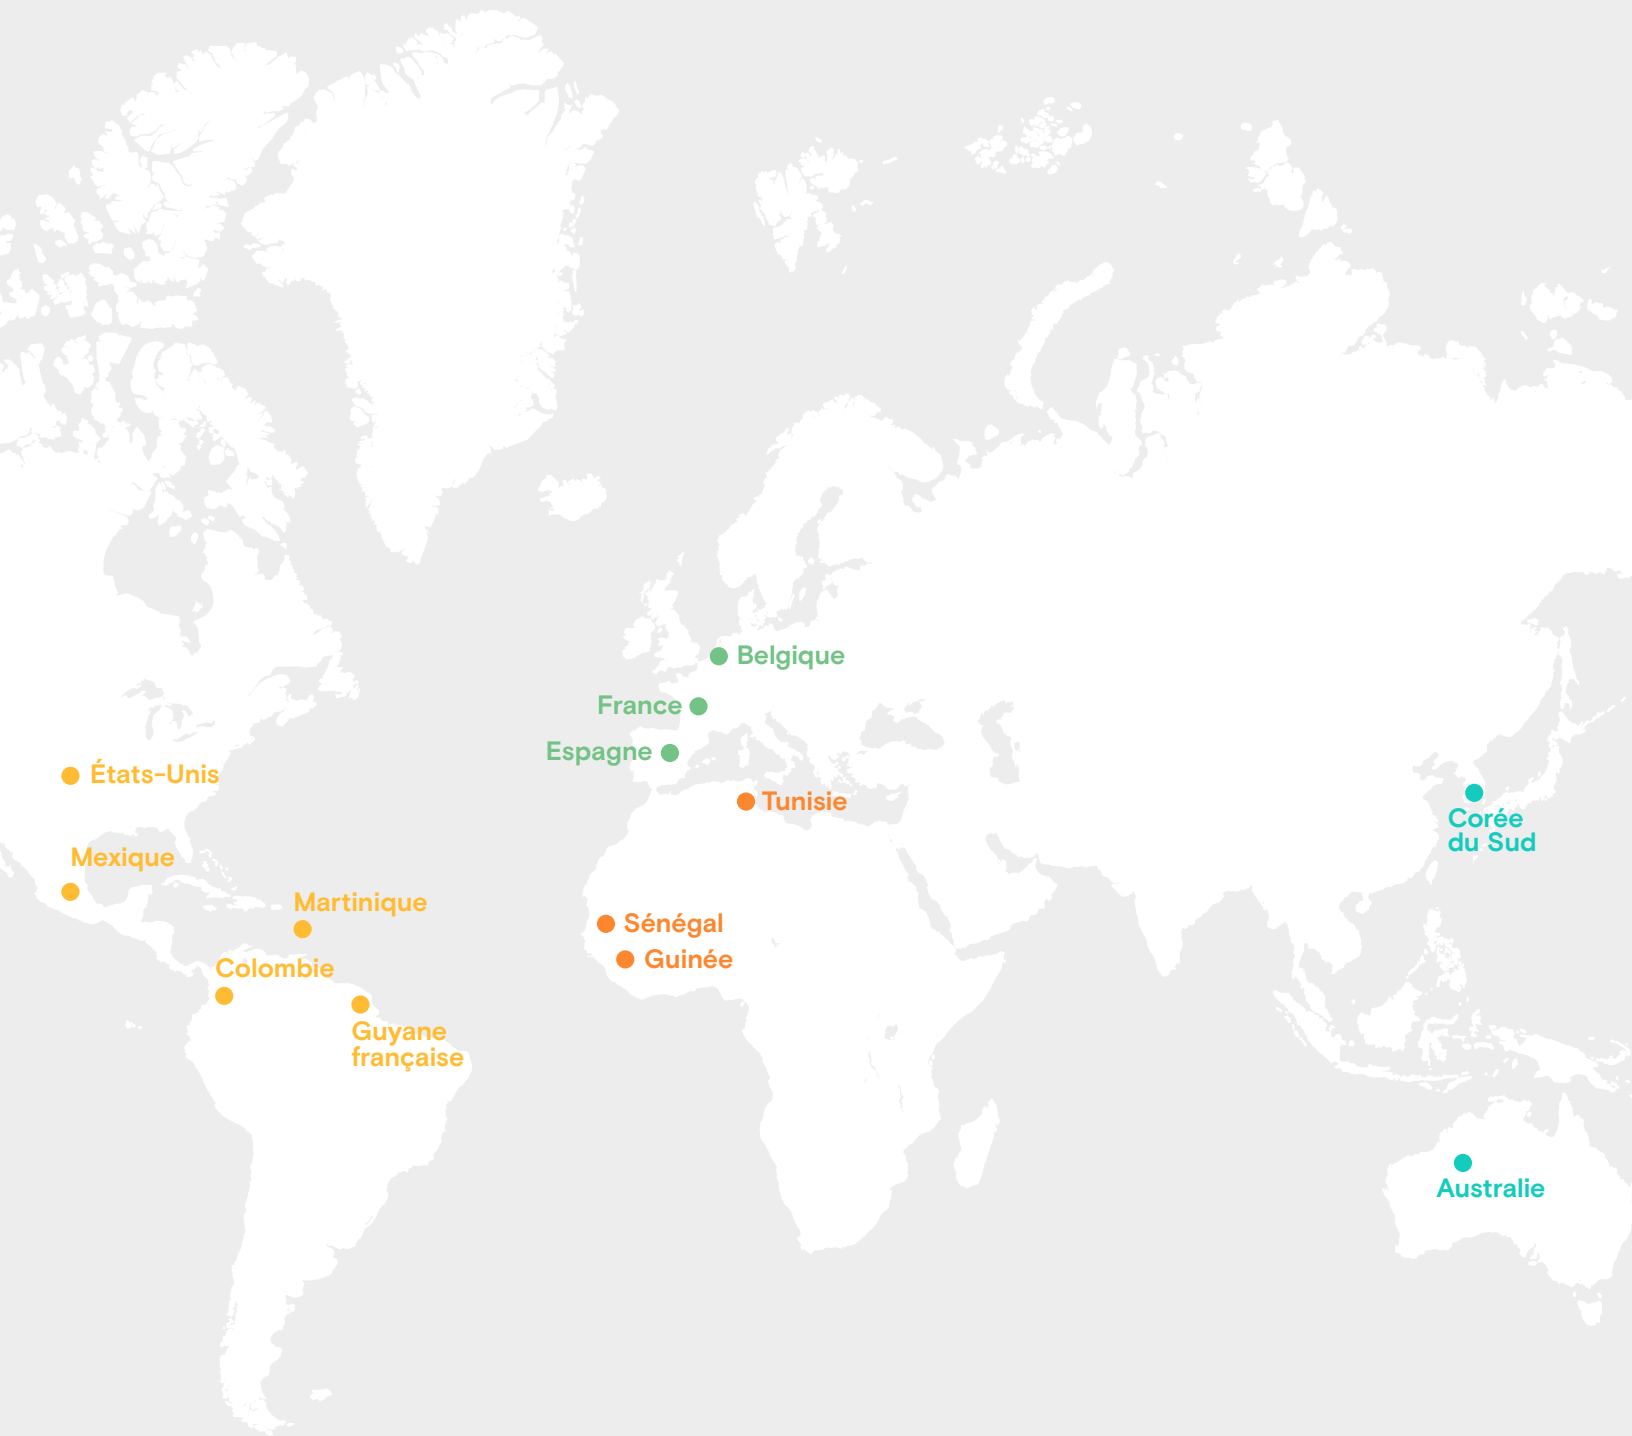 Belgique
France
Espagne
États-Unis
Tunisie
Corée
du Sud
Mexique
Martinique
Sénégal
Guinée
Colombie
Guyane
française
Australie